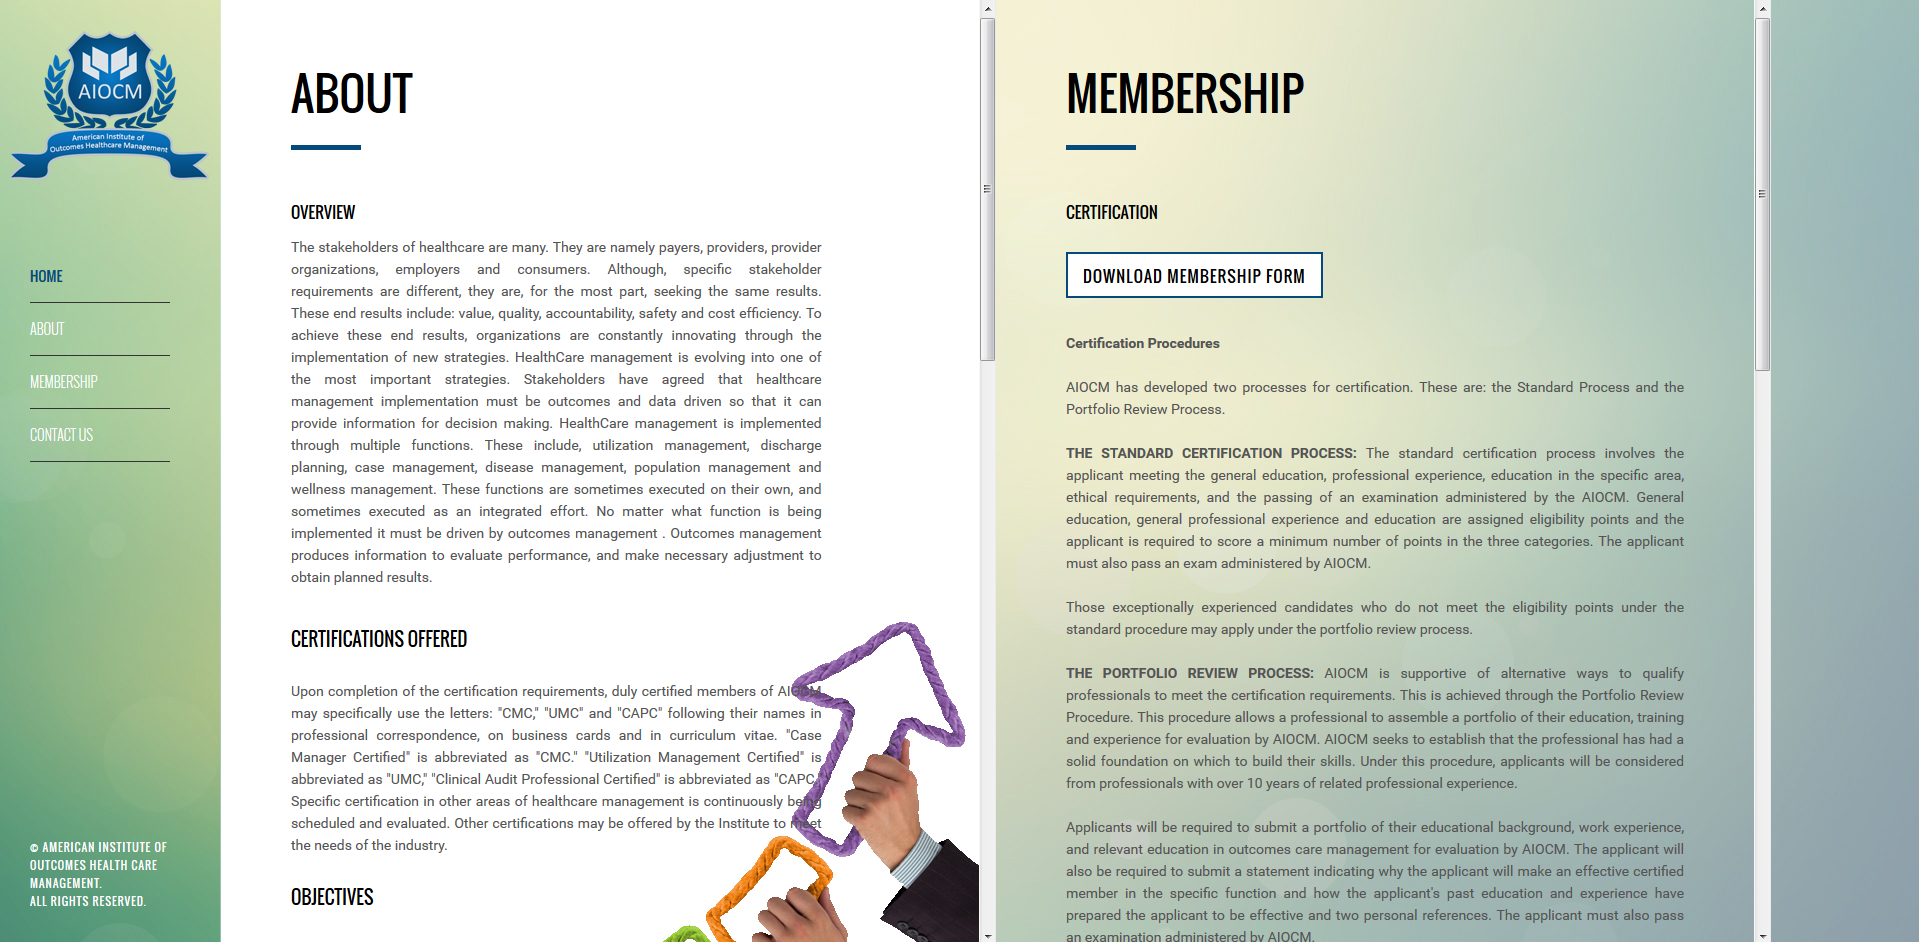 AIOCM
American Institute of
Outcomes Healthcare Management
HOME
ABOUT
MEMBERSHIP
CONTACT US
© AMERICAN INSTITUTE OF
OUTCOMES HEALTH CARE
MANAGEMENT.
ALL RIGHTS RESERVED.
ABOUT
OVERVIEW
The stakeholders of healthcare are many. They are namely payers, providers, provider
organizations, employers and consumers. Although, specific stakeholder
requirements are different, they are, for the most part, seeking the same results.
These end results include: value, quality, accountability, safety and cost efficiency. To
achieve these end results, organizations are constantly innovating through the
implementation of new strategies. HealthCare management is evolving into one of
the most important strategies. Stakeholders have agreed that healthcare
management implementation must be outcomes and data driven so that it can
provide information for decision making. HealthCare management is implemented
through multiple functions. These include, utilization management, discharge
planning, case management, disease management, population management and
wellness management. These functions are sometimes executed on their own, and
sometimes executed as an integrated effort. No matter what function is being
implemented it must be driven by outcomes management . Outcomes management
produces information to evaluate performance, and make necessary adjustment to
obtain planned results.
CERTIFICATIONS OFFERED
Upon completion of the certification requirements, duly certified members of AIOCM,
may specifically use the letters: "CMC," "UMC" and "CAPC" following their names in
professional correspondence, on business cards and in curriculum vitae. "Case
Manager Certified" is abbreviated as "CMC." "Utilization Management Certified" is
abbreviated as "UMC," "Clinical Audit Professional Certified" is abbreviated as "CAPC."
Specific certification in other areas of healthcare management is continuously being
scheduled and evaluated. Other certifications may be offered by the Institute to meet
the needs of the industry.
OBJECTIVES
MEMBERSHIP
CERTIFICATION
DOWNLOAD MEMBERSHIP FORM
Certification Procedures
AIOCM has developed two processes for certification. These are: the Standard Process and the
Portfolio Review Process.
THE STANDARD CERTIFICATION PROCESS: The standard certification process involves the
applicant meeting the general education, professional experience, education in the specific area,
ethical requirements, and the passing of an examination administered by the AIOCM. General
education, general professional experience and education are assigned eligibility points and the
applicant is required to score a minimum number of points in the three categories. The applicant
must also pass an exam administered by AIOCM.
Those exceptionally experienced candidates who do not meet the eligibility points under the
standard procedure may apply under the portfolio review process.
THE PORTFOLIO REVIEW PROCESS: AIOCM is supportive of alternative ways to qualify
professionals to meet the certification requirements. This is achieved through the Portfolio Review
Procedure. This procedure allows a professional to assemble a portfolio of their education, training
and experience for evaluation by AIOCM. AIOCM seeks to establish that the professional has had a
solid foundation on which to build their skills. Under this procedure, applicants will be considered
from professionals with over 10 years of related professional experience.
Applicants will be required to submit a portfolio of their educational background, work experience,
and relevant education in outcomes care management for evaluation by AIOCM. The applicant will
also be required to submit a statement indicating why the applicant will make an effective certified
member in the specific function and how the applicant's past education and experience have
prepared the applicant to be effective and two personal references. The applicant must also pass
an examination administered by AIOCM.